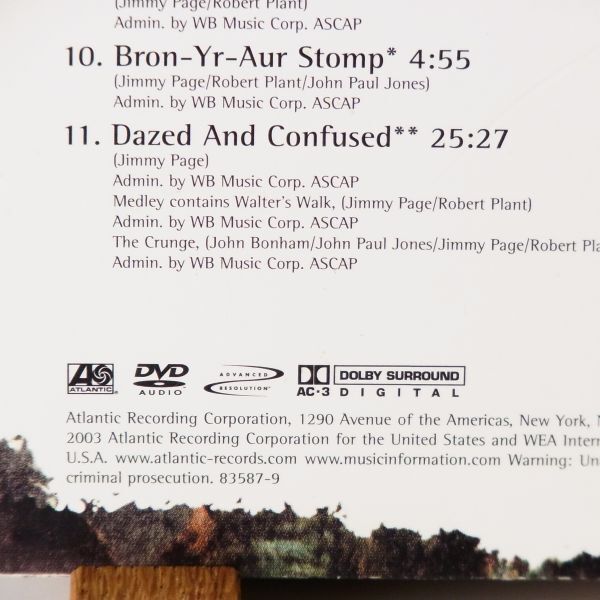 (Jimmy Page/Robert Plant)
Admin. by WB Music Corp. ASCAP
10. Bron-Yr-Aur Stomp* 4:55
(Jimmy Page/Robert Plant/John Paul Jones)
Admin. by WB Music Corp. ASCAP
11. Dazed And Confused** 25:27
(Jimmy Page)
Admin. by WB Music Corp. ASCAP
Medley contains Walter's Walk, (Jimmy Page/Robert Plant)
Admin. by WB Music Corp. ASCAP
The Crunge, (John Bonham/John Paul Jones/Jimmy Page/Robert Pla
Admin. by WB Music Corp. ASCAP
ATLANTIC
DVD AUDIO
ADVANCED RESOLUTION
AC-3 DOLBY SURROUND DIGITAL
Atlantic Recording Corporation, 1290 Avenue of the Americas, New York, N
2003 Atlantic Recording Corporation for the United States and WEA Intern
U.S.A. www.atlantic-records.com www.musicinformation.com Warning: Un
criminal prosecution. 83587-9